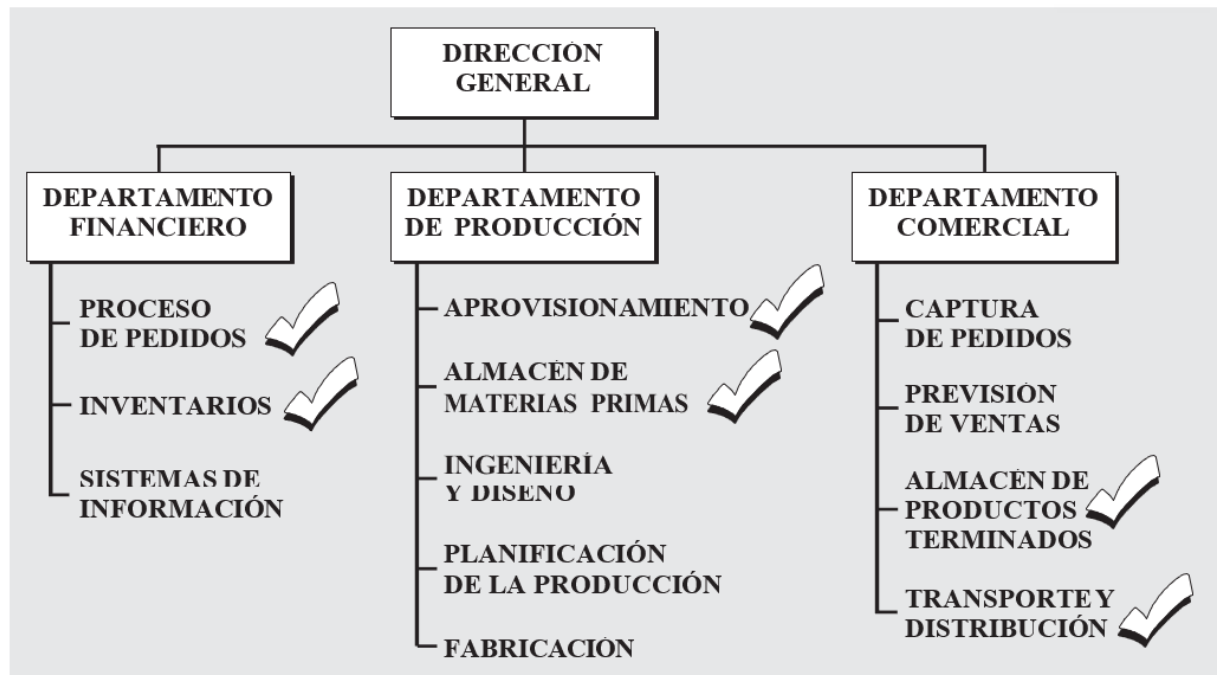 DIRECCIÓN
GENERAL
DEPARTAMENTO
FINANCIERO
DEPARTAMENTO
DE PRODUCCIÓN
DEPARTAMENTO
COMERCIAL
PROCESO
DE PEDIDOS
INVENTARIOS
SISTEMAS DE
INFORMACIÓN
APROVISIONAMIENTO
ALMACÉN DE
MATERIAS PRIMAS
INGENIERÍA
Y DISEÑO
PLANIFICACIÓN
DE LA PRODUCCIÓN
FABRICACIÓN
CAPTURA
DE PEDIDOS
PREVISIÓN
DE VENTAS
ALMACÉN DE
PRODUCTOS
TERMINADOS
TRANSPORTE Y
DISTRIBUCIÓN